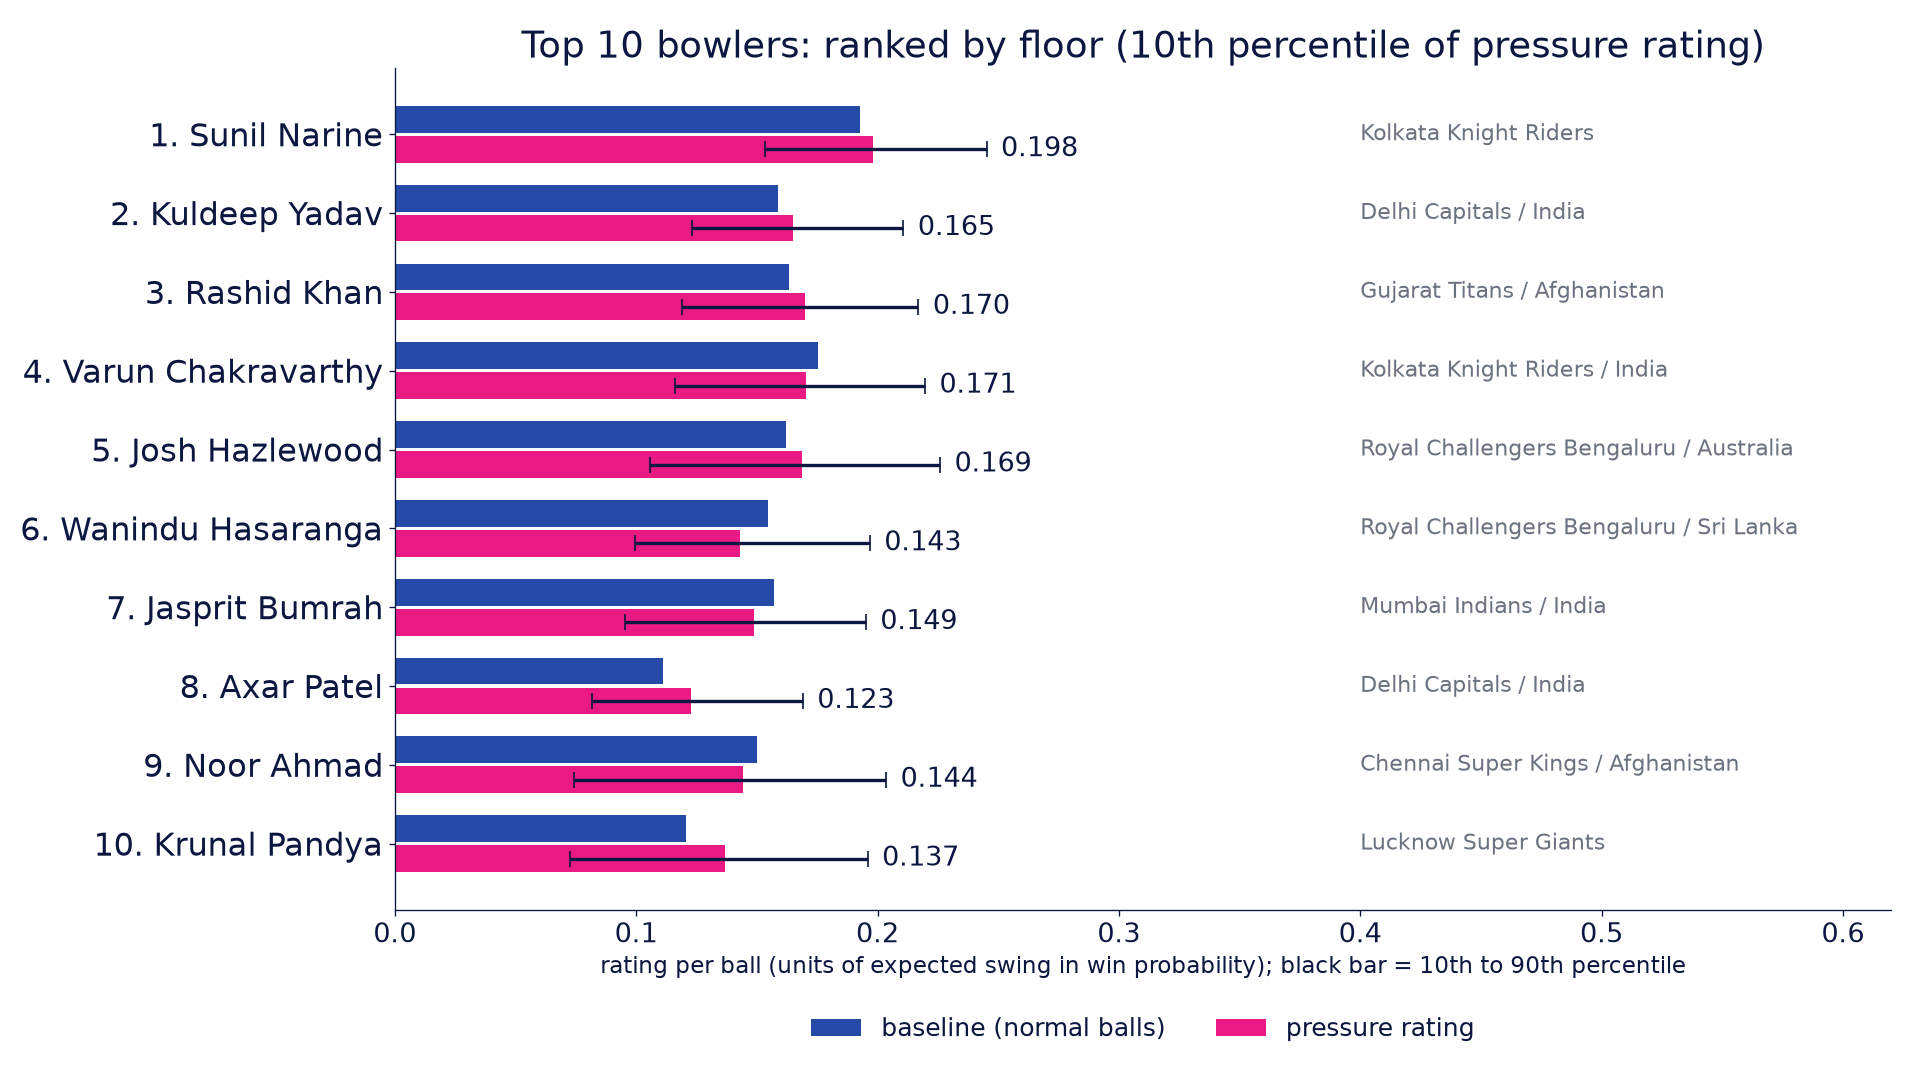 Top 10 bowlers: ranked by floor (10th percentile of pressure rating)
1. Sunil Narine 0.198 Kolkata Knight Riders
2. Kuldeep Yadav 0.165 Delhi Capitals / India
3. Rashid Khan 0.170 Gujarat Titans / Afghanistan
4. Varun Chakravarthy 0.171 Kolkata Knight Riders / India
5. Josh Hazlewood 0.169 Royal Challengers Bengaluru / Australia
6. Wanindu Hasaranga 0.143 Royal Challengers Bengaluru / Sri Lanka
7. Jasprit Bumrah 0.149 Mumbai Indians / India
8. Axar Patel 0.123 Delhi Capitals / India
9. Noor Ahmad 0.144 Chennai Super Kings / Afghanistan
10. Krunal Pandya 0.137 Lucknow Super Giants
0.0 0.1 0.2 0.3 0.4 0.5 0.6
rating per ball (units of expected swing in win probability); black bar = 10th to 90th percentile
baseline (normal balls) pressure rating